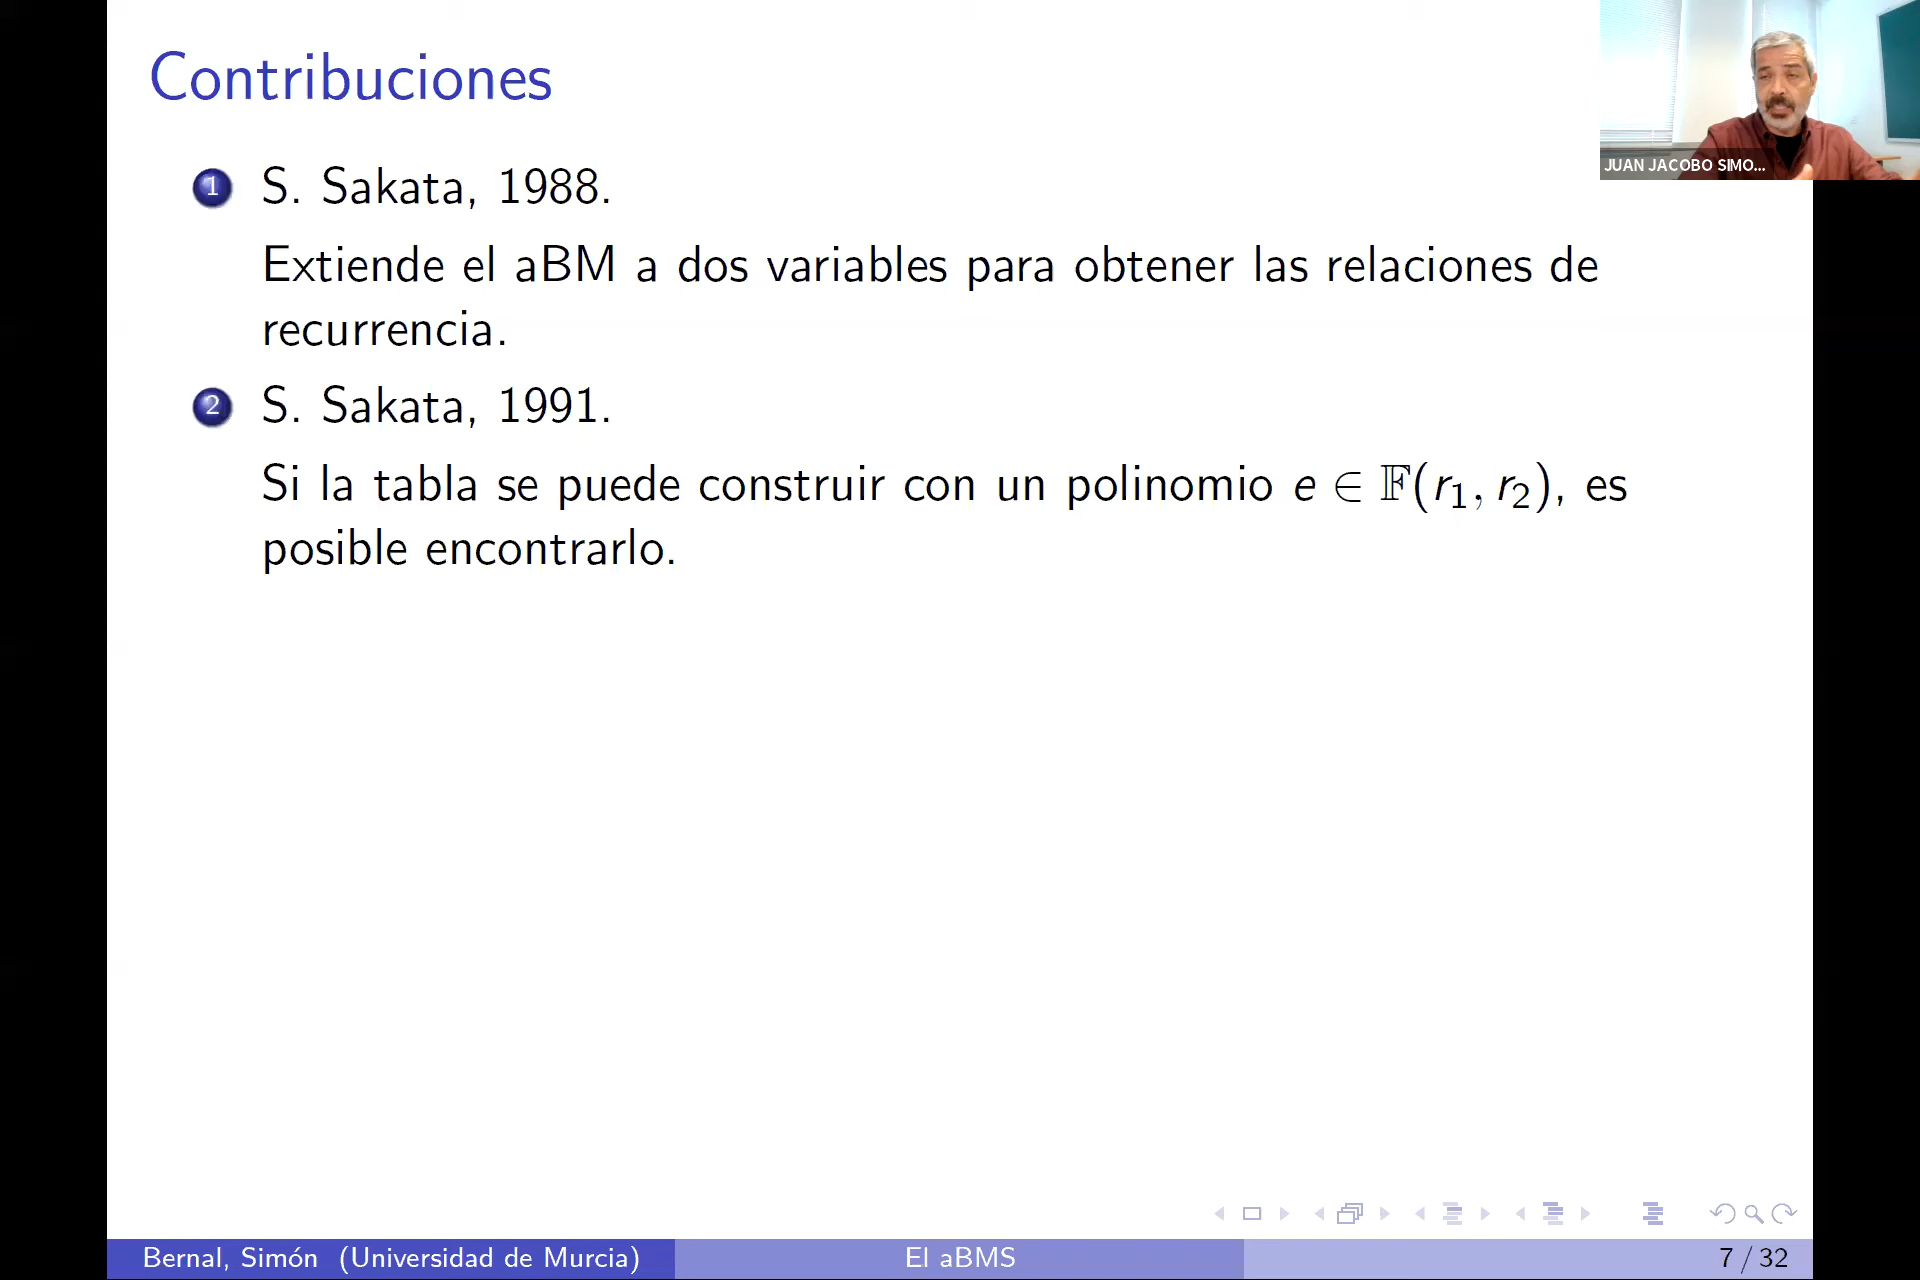 Contribuciones
JUAN JACOBO SIMO...
1 S. Sakata, 1988.
Extiende el aBM a dos variables para obtener las relaciones de
recurrencia.
2 S. Sakata, 1991.
Si la tabla se puede construir con un polinomio e ∈ 𝔽(r₁, r₂), es
posible encontrarlo.
Bernal, Simón (Universidad de Murcia)
El aBMS
7 / 32